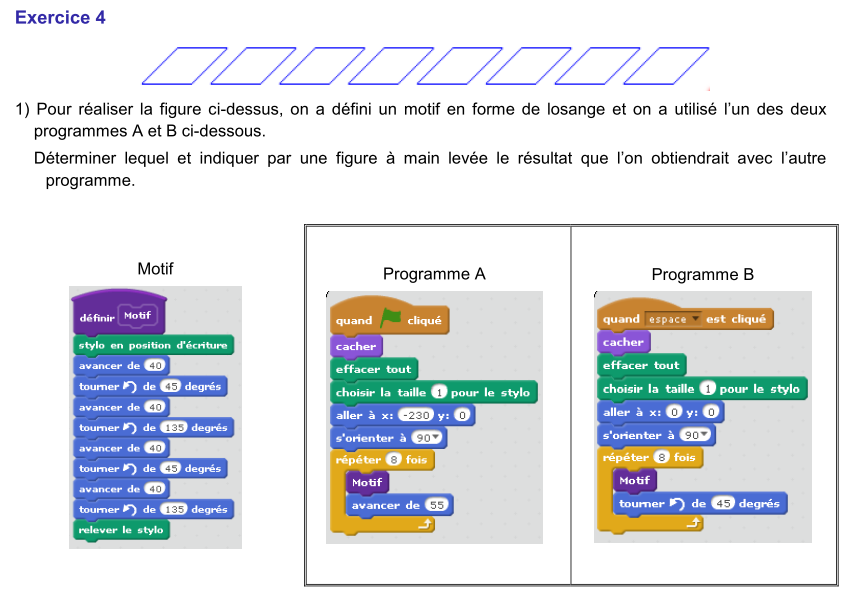 Exercice 4
1) Pour réaliser la figure ci-dessus, on a défini un motif en forme de losange et on a utilisé l'un des deux
programmes A et B ci-dessous.
Déterminer lequel et indiquer par une figure à main levée le résultat que l'on obtiendrait avec l'autre
programme.
Motif
définir Motif
stylo en position d'écriture
avancer de 40
tourner de 45 degrés
avancer de 40
tourner de 135 degrés
avancer de 40
tourner de 45 degrés
avancer de 40
tourner de 135 degrés
relever le stylo
Programme A
quand cliqué
cacher
effacer tout
choisir la taille 1 pour le stylo
aller à x: -230 y: 0
s'orienter à 90
répéter 8 fois
Motif
avancer de 55
Programme B
quand espace est cliqué
cacher
effacer tout
choisir la taille 1 pour le stylo
aller à x: 0 y: 0
s'orienter à 90
répéter 8 fois
Motif
tourner de 45 degrés